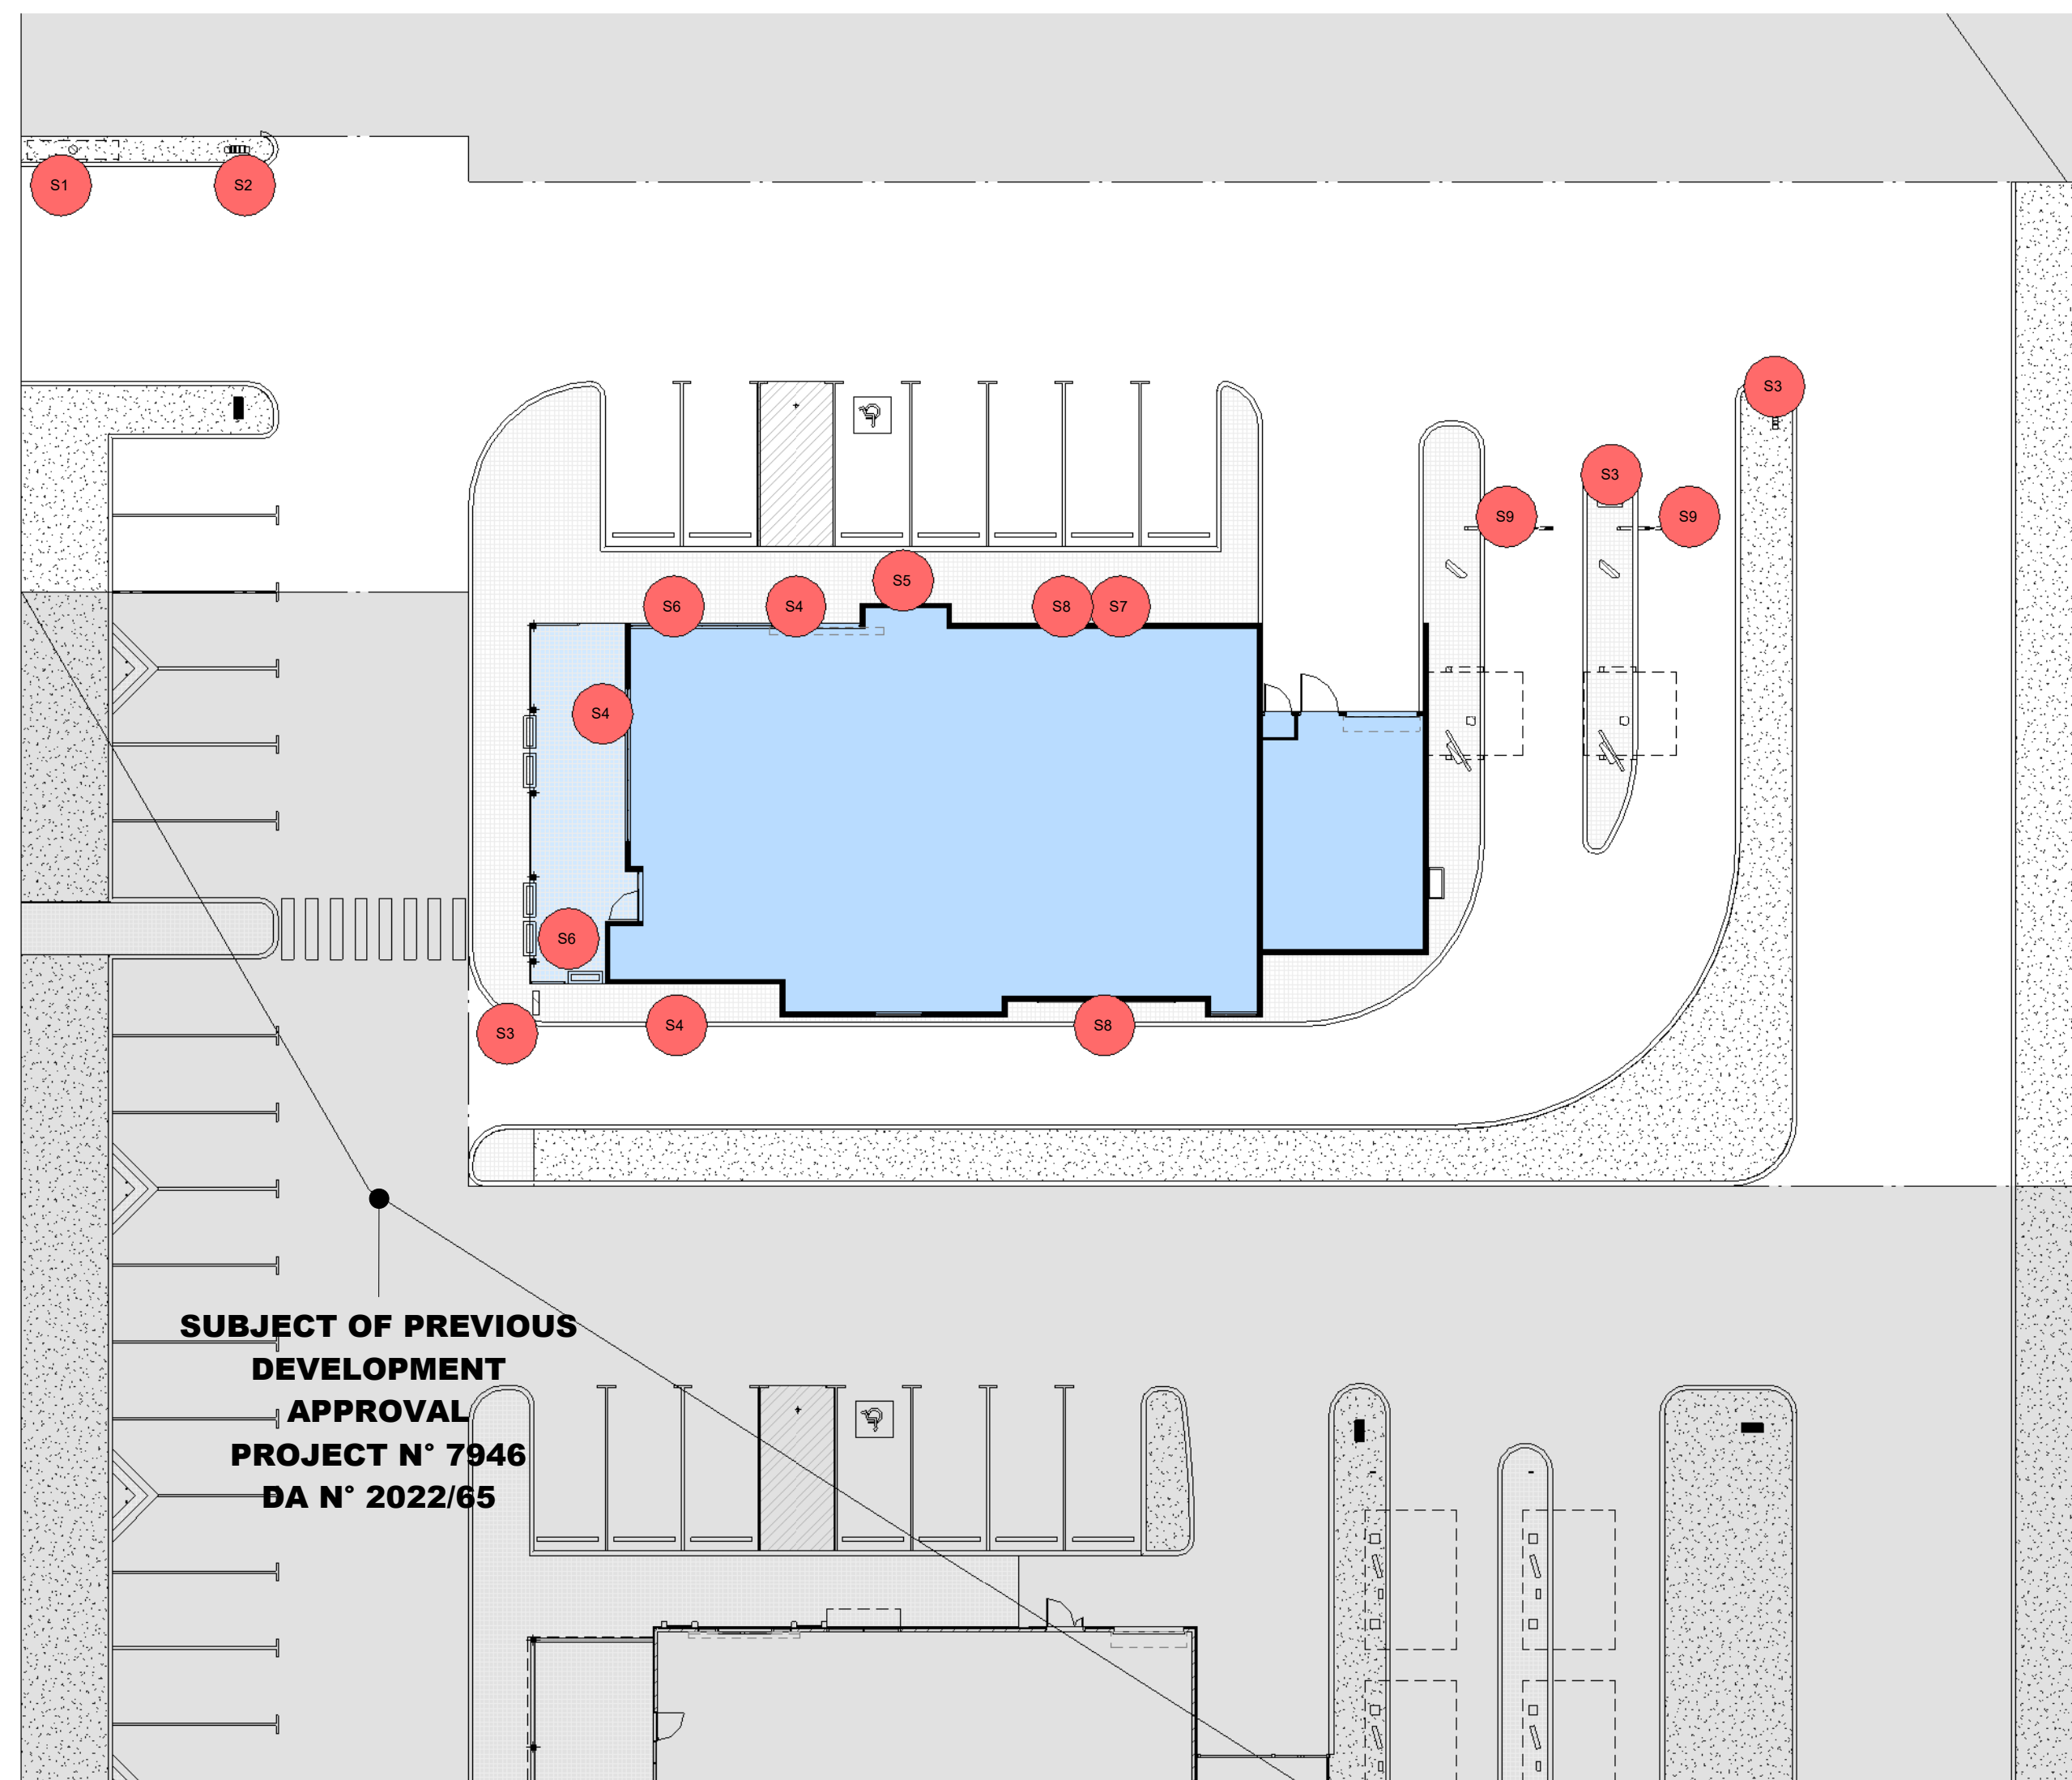 S1
S2
S3
S3
S9
S9
S5
S6
S4
S8
S7
S4
S6
S3
S4
S8
SUBJECT OF PREVIOUS
DEVELOPMENT
APPROVAL
PROJECT N° 7946
DA N° 2022/65